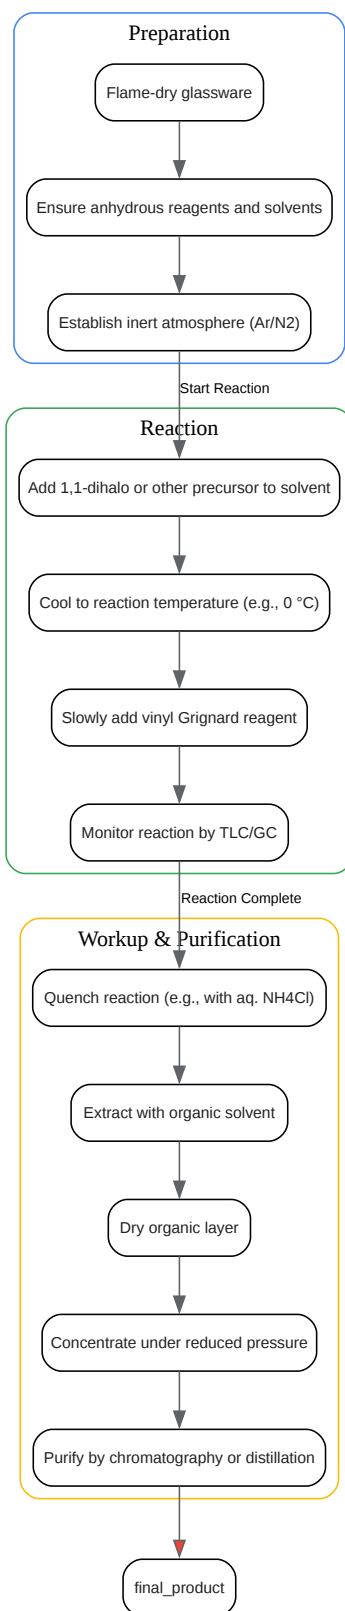 Preparation
Flame-dry glassware
Ensure anhydrous reagents and solvents
Establish inert atmosphere (Ar/N2)
Start Reaction
Reaction
Add 1,1-dihalo or other precursor to solvent
Cool to reaction temperature (e.g., 0 °C)
Slowly add vinyl Grignard reagent
Monitor reaction by TLC/GC
Reaction Complete
Workup & Purification
Quench reaction (e.g., with aq. NH4Cl)
Extract with organic solvent
Dry organic layer
Concentrate under reduced pressure
Purify by chromatography or distillation
final_product